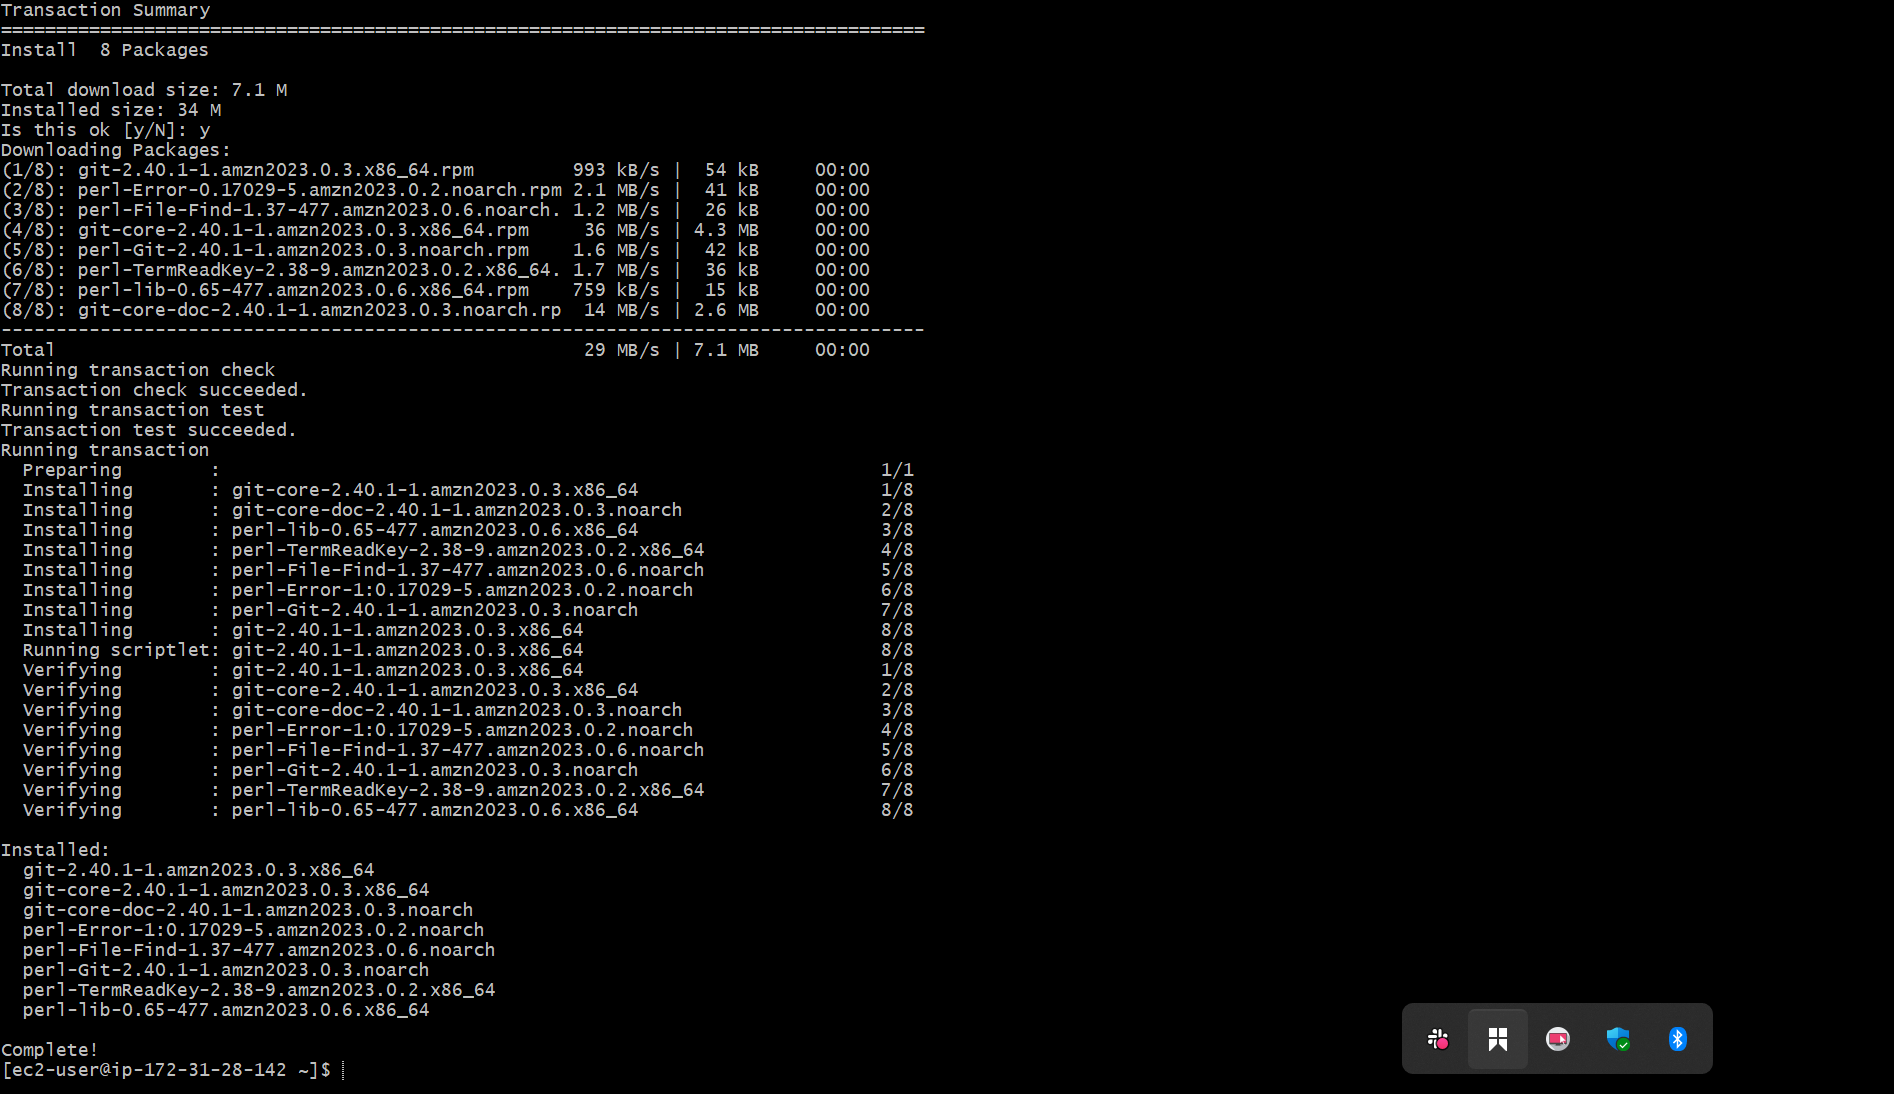 Transaction Summary
====================================================================================
Install  8 Packages

Total download size: 7.1 M
Installed size: 34 M
Is this ok [y/N]: y
Downloading Packages:
(1/8): git-2.40.1-1.amzn2023.0.3.x86_64.rpm         993 kB/s |  54 kB     00:00
(2/8): perl-Error-0.17029-5.amzn2023.0.2.noarch.rpm 2.1 MB/s |  41 kB     00:00
(3/8): perl-File-Find-1.37-477.amzn2023.0.6.noarch. 1.2 MB/s |  26 kB     00:00
(4/8): git-core-2.40.1-1.amzn2023.0.3.x86_64.rpm     36 MB/s | 4.3 MB     00:00
(5/8): perl-Git-2.40.1-1.amzn2023.0.3.noarch.rpm    1.6 MB/s |  42 kB     00:00
(6/8): perl-TermReadKey-2.38-9.amzn2023.0.2.x86_64. 1.7 MB/s |  36 kB     00:00
(7/8): perl-lib-0.65-477.amzn2023.0.6.x86_64.rpm    759 kB/s |  15 kB     00:00
(8/8): git-core-doc-2.40.1-1.amzn2023.0.3.noarch.rp  14 MB/s | 2.6 MB     00:00
------------------------------------------------------------------------------------
Total                                                29 MB/s | 7.1 MB     00:00
Running transaction check
Transaction check succeeded.
Running transaction test
Transaction test succeeded.
Running transaction
  Preparing        :                                                            1/1
  Installing       : git-core-2.40.1-1.amzn2023.0.3.x86_64                      1/8
  Installing       : git-core-doc-2.40.1-1.amzn2023.0.3.noarch                  2/8
  Installing       : perl-lib-0.65-477.amzn2023.0.6.x86_64                      3/8
  Installing       : perl-TermReadKey-2.38-9.amzn2023.0.2.x86_64                4/8
  Installing       : perl-File-Find-1.37-477.amzn2023.0.6.noarch                5/8
  Installing       : perl-Error-1:0.17029-5.amzn2023.0.2.noarch                 6/8
  Installing       : perl-Git-2.40.1-1.amzn2023.0.3.noarch                      7/8
  Installing       : git-2.40.1-1.amzn2023.0.3.x86_64                           8/8
  Running scriptlet: git-2.40.1-1.amzn2023.0.3.x86_64                           8/8
  Verifying        : git-2.40.1-1.amzn2023.0.3.x86_64                           1/8
  Verifying        : git-core-2.40.1-1.amzn2023.0.3.x86_64                      2/8
  Verifying        : git-core-doc-2.40.1-1.amzn2023.0.3.noarch                  3/8
  Verifying        : perl-Error-1:0.17029-5.amzn2023.0.2.noarch                 4/8
  Verifying        : perl-File-Find-1.37-477.amzn2023.0.6.noarch                5/8
  Verifying        : perl-Git-2.40.1-1.amzn2023.0.3.noarch                      6/8
  Verifying        : perl-TermReadKey-2.38-9.amzn2023.0.2.x86_64                7/8
  Verifying        : perl-lib-0.65-477.amzn2023.0.6.x86_64                      8/8

Installed:
  git-2.40.1-1.amzn2023.0.3.x86_64
  git-core-2.40.1-1.amzn2023.0.3.x86_64
  git-core-doc-2.40.1-1.amzn2023.0.3.noarch
  perl-Error-1:0.17029-5.amzn2023.0.2.noarch
  perl-File-Find-1.37-477.amzn2023.0.6.noarch
  perl-Git-2.40.1-1.amzn2023.0.3.noarch
  perl-TermReadKey-2.38-9.amzn2023.0.2.x86_64
  perl-lib-0.65-477.amzn2023.0.6.x86_64

Complete!
[ec2-user@ip-172-31-28-142 ~]$